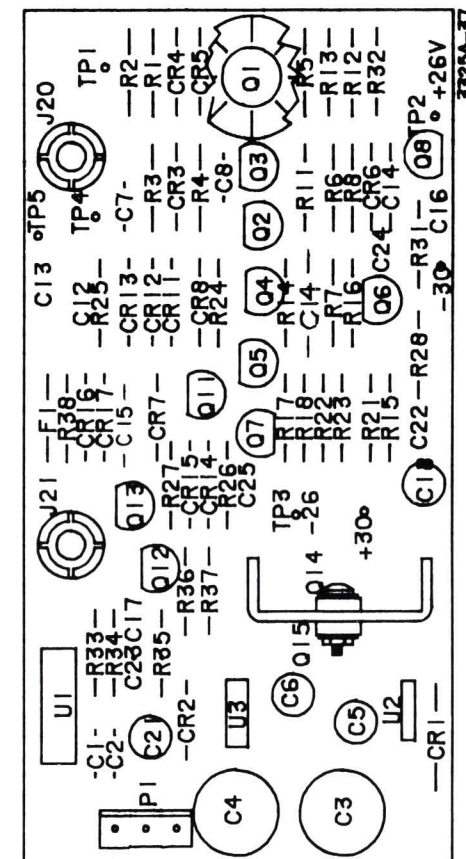 3325A-37
TP1
R2
R1
CR4
CR5
Q1
R5
R13
R12
R32
+26V
TP2
J20
TP5
TP4
C7
R3
CR3
R4
C8
Q3
Q2
R11
R6
R8
CR6
C14
Q8
C24
C16
R31
-30
C13
C12
R25
CR13
CR12
CR11
CR8
R24
Q4
R14
C14
R7
R16
Q6
Q5
R28
F1
R38
CR16
CR17
C15
CR7
Q11
Q7
R17
R18
R22
R23
R21
R15
C22
C18
J21
Q13
R27
CR15
CR14
R26
C25
TP3
-26
+30
Q12
R36
R37
Q14
Q15
R33
R34
C23
C17
R35
U1
C1
C2
C21
CR2
U3
C6
C5
U2
CR1
P1
C4
C3